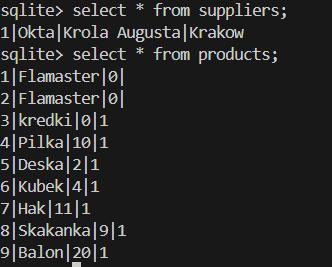 sqlite> select * from suppliers;
1|Okta|Krola Augusta|Krakow
sqlite> select * from products;
1|Flamaster|0|
2|Flamaster|0|
3|kredki|0|1
4|Pilka|10|1
5|Deska|2|1
6|Kubek|4|1
7|Hak|11|1
8|Skakanka|9|1
9|Balon|20|1